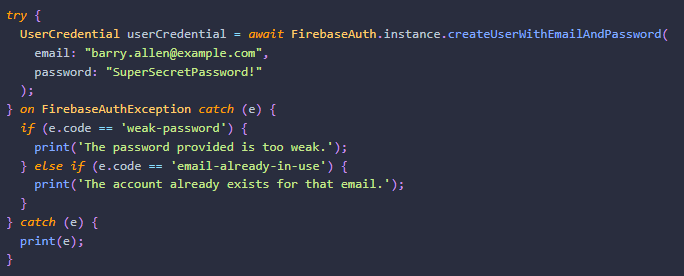 try {
  UserCredential userCredential = await FirebaseAuth.instance.createUserWithEmailAndPassword(
    email: "barry.allen@example.com",
    password: "SuperSecretPassword!"
  );
} on FirebaseAuthException catch (e) {
  if (e.code == 'weak-password') {
    print('The password provided is too weak.');
  } else if (e.code == 'email-already-in-use') {
    print('The account already exists for that email.');
  }
} catch (e) {
  print(e);
}